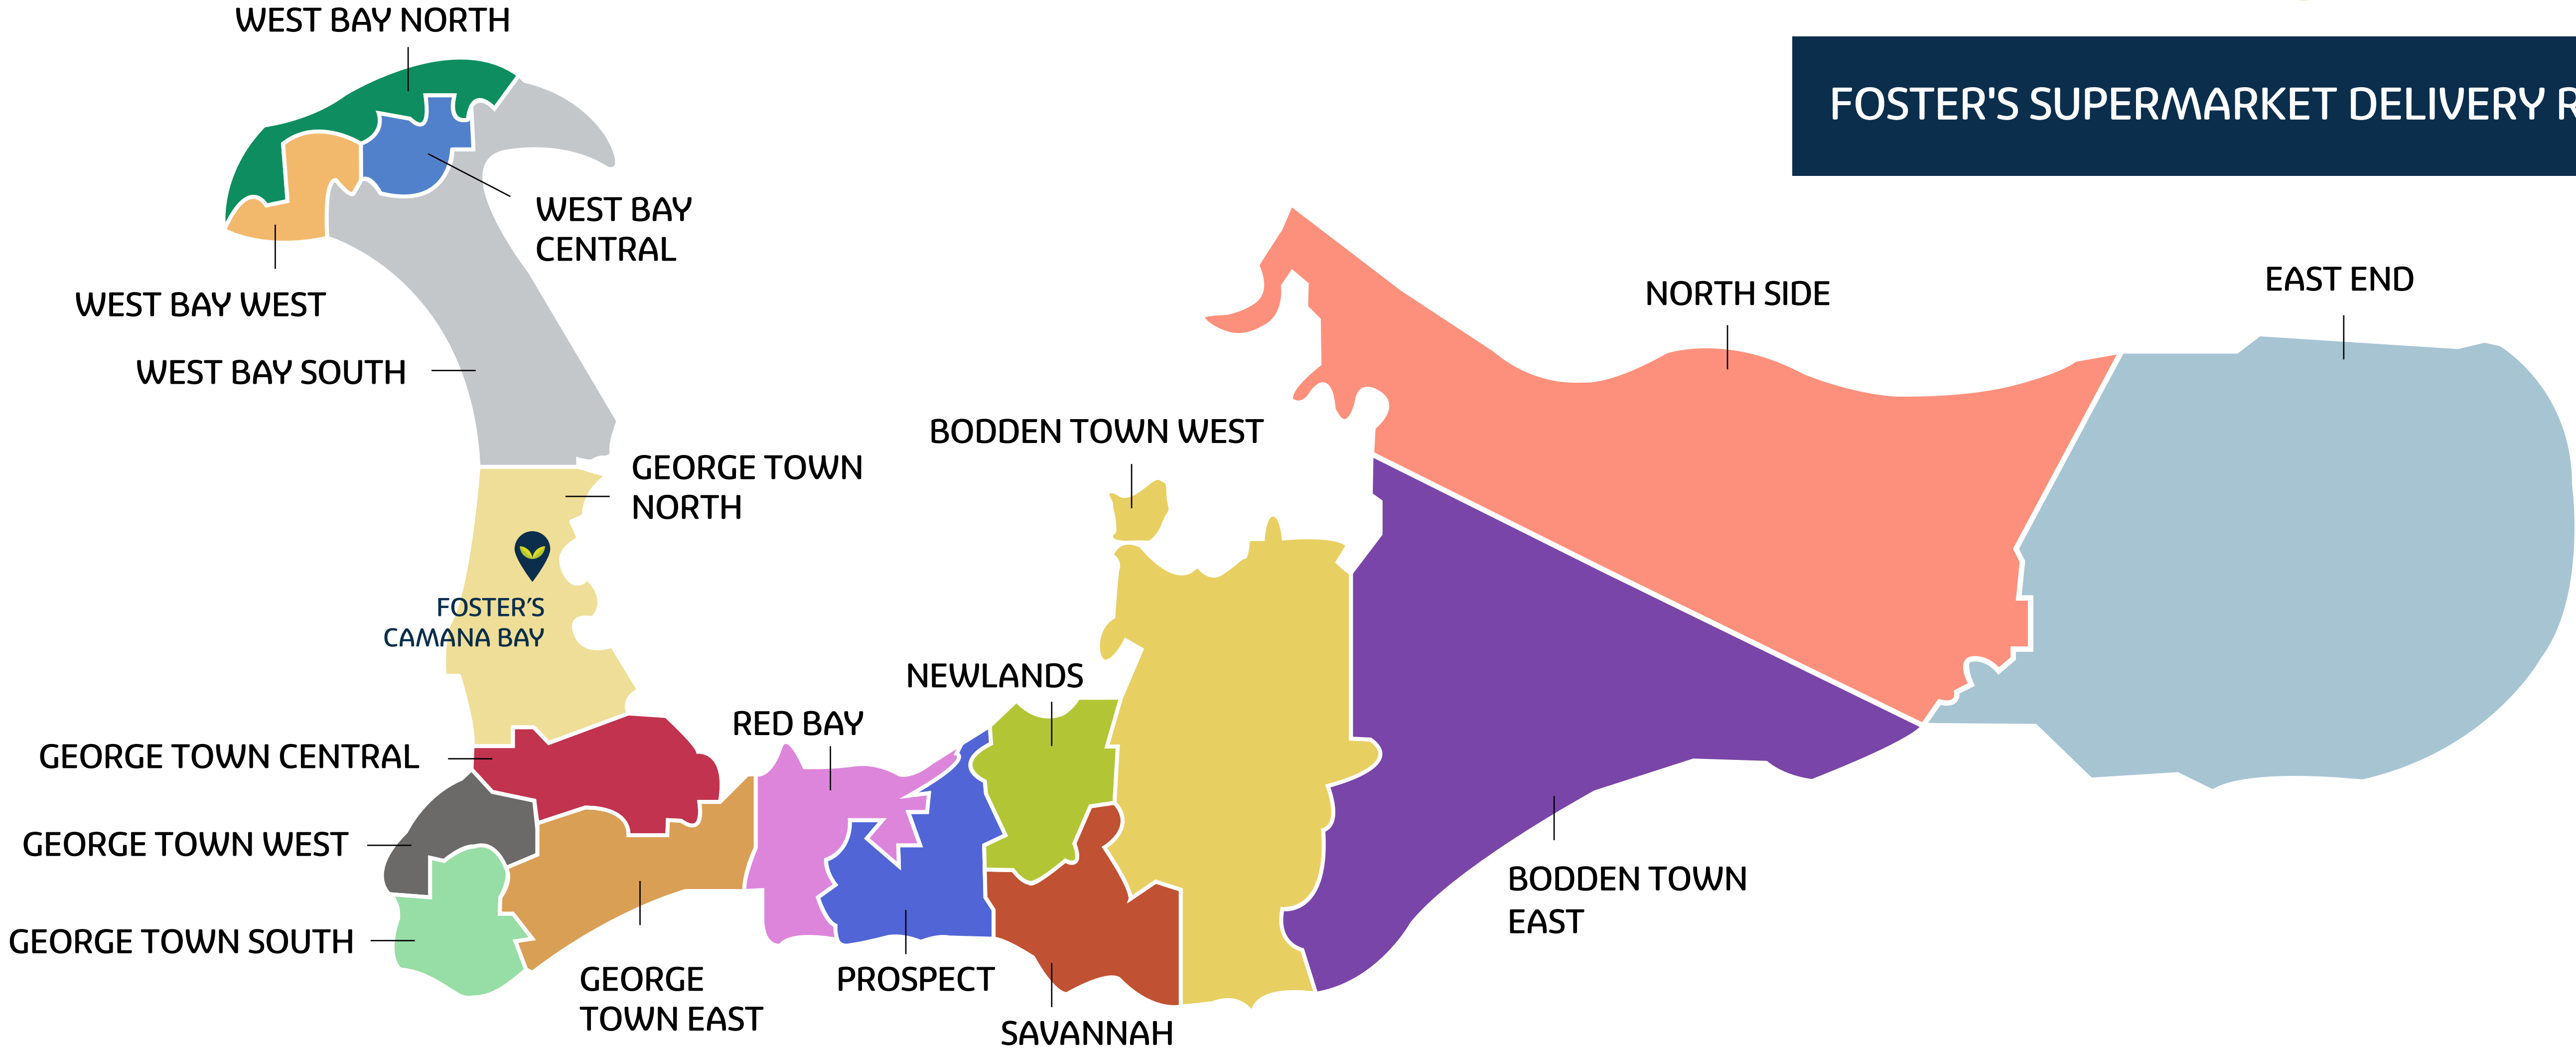 WEST BAY NORTH
FOSTER'S SUPERMARKET DELIVERY R
WEST BAY
CENTRAL
WEST BAY WEST
WEST BAY SOUTH
NORTH SIDE
EAST END
BODDEN TOWN WEST
GEORGE TOWN
NORTH
FOSTER'S
CAMANA BAY
NEWLANDS
RED BAY
GEORGE TOWN CENTRAL
GEORGE TOWN WEST
GEORGE TOWN SOUTH
BODDEN TOWN
EAST
GEORGE
TOWN EAST
PROSPECT
SAVANNAH